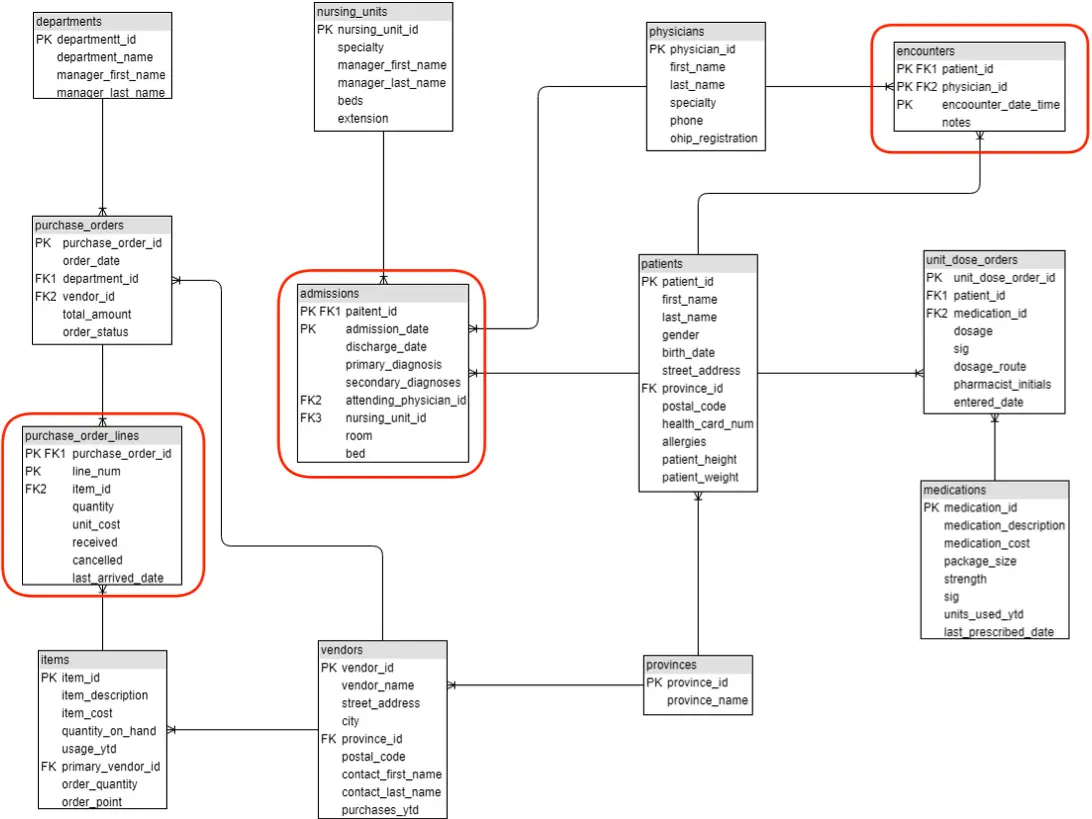 departments
PK departmentt_id
department_name
manager_first_name
manager_last_name
nursing_units
PK nursing_unit_id
specialty
manager_first_name
manager_last_name
beds
extension
physicians
PK physician_id
first_name
last_name
specialty
phone
ohip_registration
encounters
PK FK1 patient_id
PK FK2 physician_id
PK encoounter_date_time
notes
purchase_orders
PK purchase_order_id
order_date
FK1 department_id
FK2 vendor_id
total_amount
order_status
admissions
PK FK1 paitent_id
PK admission_date
discharge_date
primary_diagnosis
secondary_diagnoses
FK2 attending_physician_id
FK3 nursing_unit_id
room
bed
patients
PK patient_id
first_name
last_name
gender
birth_date
street_address
FK province_id
postal_code
health_card_num
allergies
patient_height
patient_weight
unit_dose_orders
PK unit_dose_order_id
FK1 patient_id
FK2 medication_id
dosage
sig
dosage_route
pharmacist_initials
entered_date
purchase_order_lines
PK FK1 purchase_order_id
PK line_num
FK2 item_id
quantity
unit_cost
received
cancelled
last_arrived_date
medications
PK medication_id
medication_description
medication_cost
package_size
strength
sig
units_used_ytd
last_prescribed_date
items
PK item_id
item_description
item_cost
quantity_on_hand
usage_ytd
FK primary_vendor_id
order_quantity
order_point
vendors
PK vendor_id
vendor_name
street_address
city
FK province_id
postal_code
contact_first_name
contact_last_name
purchases_ytd
provinces
PK province_id
province_name